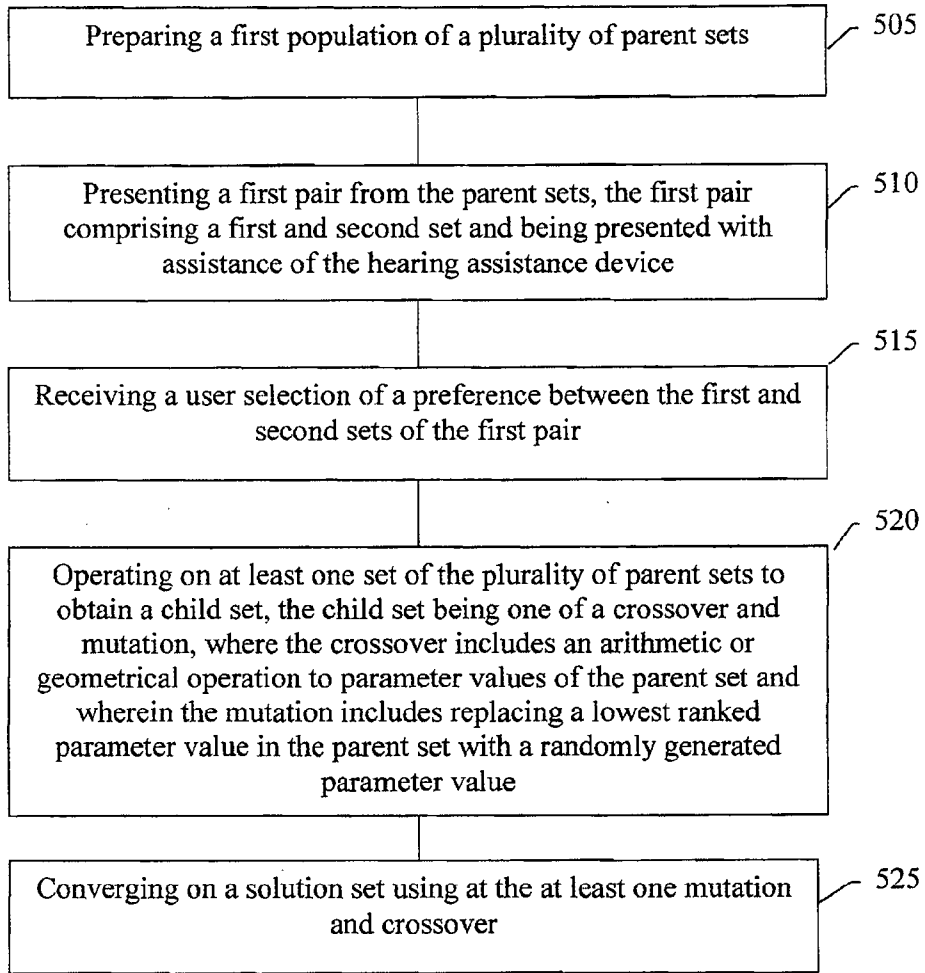 Preparing a first population of a plurality of parent sets
505
Presenting a first pair from the parent sets, the first pair
comprising a first and second set and being presented with
assistance of the hearing assistance device
510
Receiving a user selection of a preference between the first and
second sets of the first pair
515
Operating on at least one set of the plurality of parent sets to
obtain a child set, the child set being one of a crossover and
mutation, where the crossover includes an arithmetic or
geometrical operation to parameter values of the parent set and
wherein the mutation includes replacing a lowest ranked
parameter value in the parent set with a randomly generated
parameter value
520
Converging on a solution set using at the at least one mutation
and crossover
525